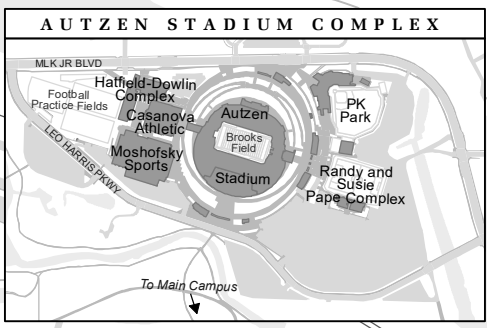 AUTZEN STADIUM COMPLEX
MLK JR BLVD
Hatfield-Dowlin
Complex
Football
Practice Fields
Casanova
Athletic
Autzen
PK
Park
Brooks
Field
LEO HARRIS PKWY
Moshofsky
Sports
Stadium
Randy and
Susie
Pape Complex
To Main Campus